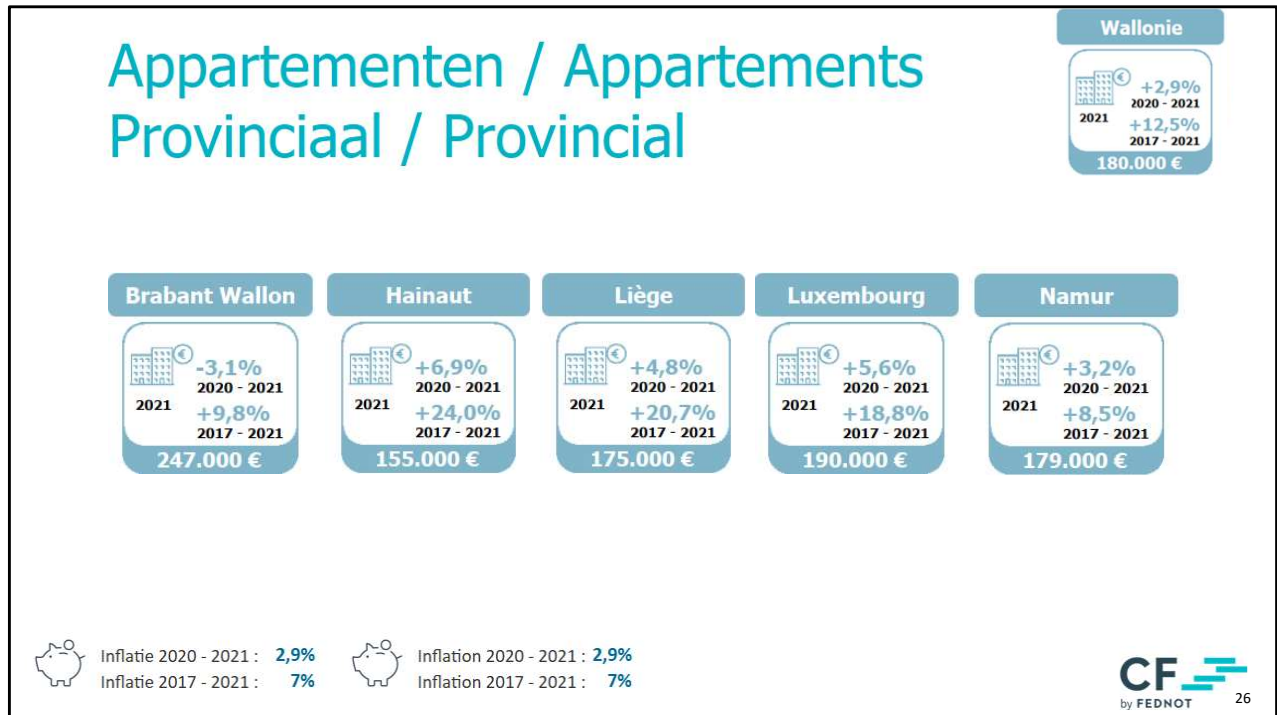 Appartementen / Appartements
Provinciaal / Provincial
Wallonie
+2,9%
2020 - 2021
2021
+12,5%
2017 - 2021
180.000 €
Brabant Wallon
-3,1%
2020 - 2021
2021
+9,8%
2017 - 2021
247.000 €
Hainaut
+6,9%
2020 - 2021
2021
+24,0%
2017 - 2021
155.000 €
Liège
+4,8%
2020 - 2021
2021
+20,7%
2017 - 2021
175.000 €
Luxembourg
+5,6%
2020 - 2021
2021
+18,8%
2017 - 2021
190.000 €
Namur
+3,2%
2020 - 2021
2021
+8,5%
2017 - 2021
179.000 €
Inflatie 2020 - 2021 : 2,9%
Inflatie 2017 - 2021 : 7%
Inflation 2020 - 2021 : 2,9%
Inflation 2017 - 2021 : 7%
CF
by FEDNOT
26